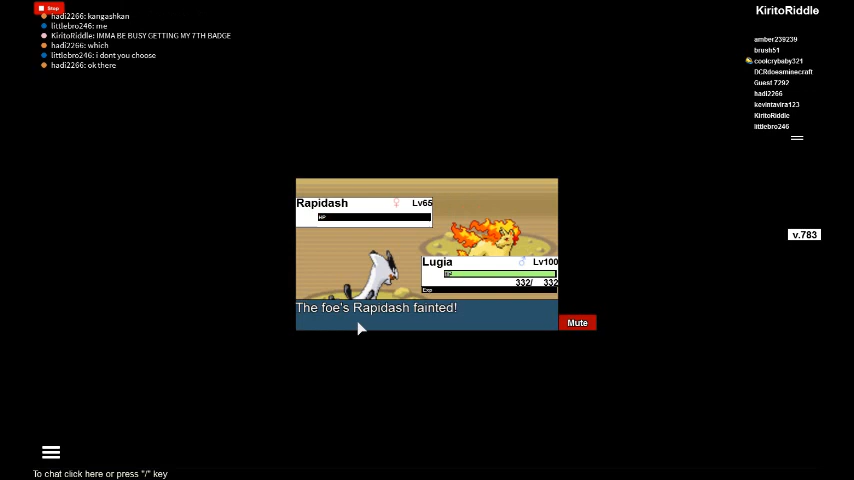 Stop
KiritoRiddle
hadi2266: kangashkan
littlebro246: me
KiritoRiddle: IMMA BE BUSY GETTING MY 7TH BADGE
hadi2266: which
littlebro246: i dont you choose
hadi2266: ok there
amber239239
brush51
coolcrybaby321
DCRdoesminecraft
Guest 7292
hadi2266
kevintavira123
KiritoRiddle
littlebro246
Rapidash ♀ Lv65
HP
v.783
Lugia ♂ Lv100
HP
332/ 332
Exp
The foe's Rapidash fainted!
Mute
To chat click here or press "/" key